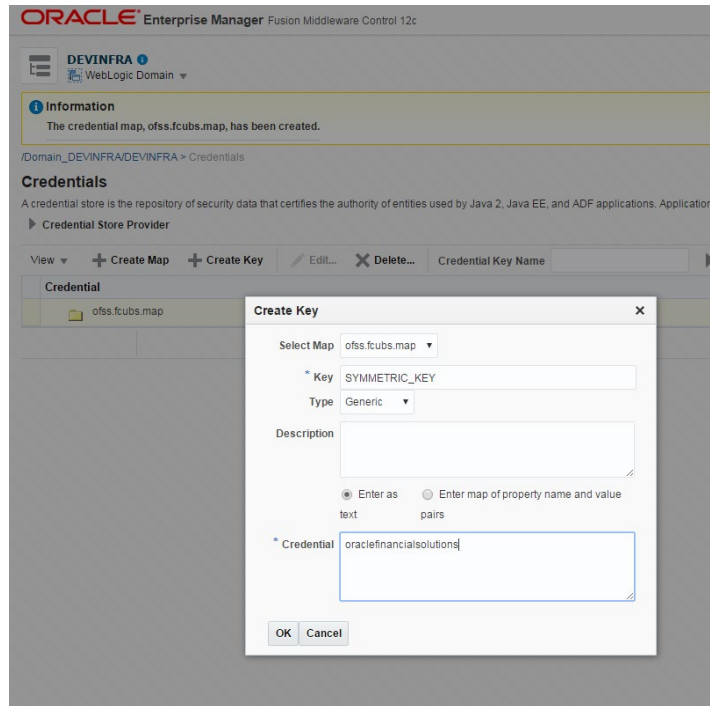 ORACLE Enterprise Manager Fusion Middleware Control 12c
DEVINFRA
WebLogic Domain
Information
The credential map, ofss.fcubs.map, has been created.
/Domain_DEVINFRA/DEVINFRA > Credentials
Credentials
A credential store is the repository of security data that certifies the authority of entities used by Java 2, Java EE, and ADF applications. Application
Credential Store Provider
View Create Map Create Key Edit... Delete... Credential Key Name
Credential
ofss.fcubs.map
Create Key
Select Map ofss.fcubs.map
* Key SYMMETRIC_KEY
Type Generic
Description
Enter as text
Enter map of property name and value pairs
* Credential oraclefinancialsolutions
OK Cancel